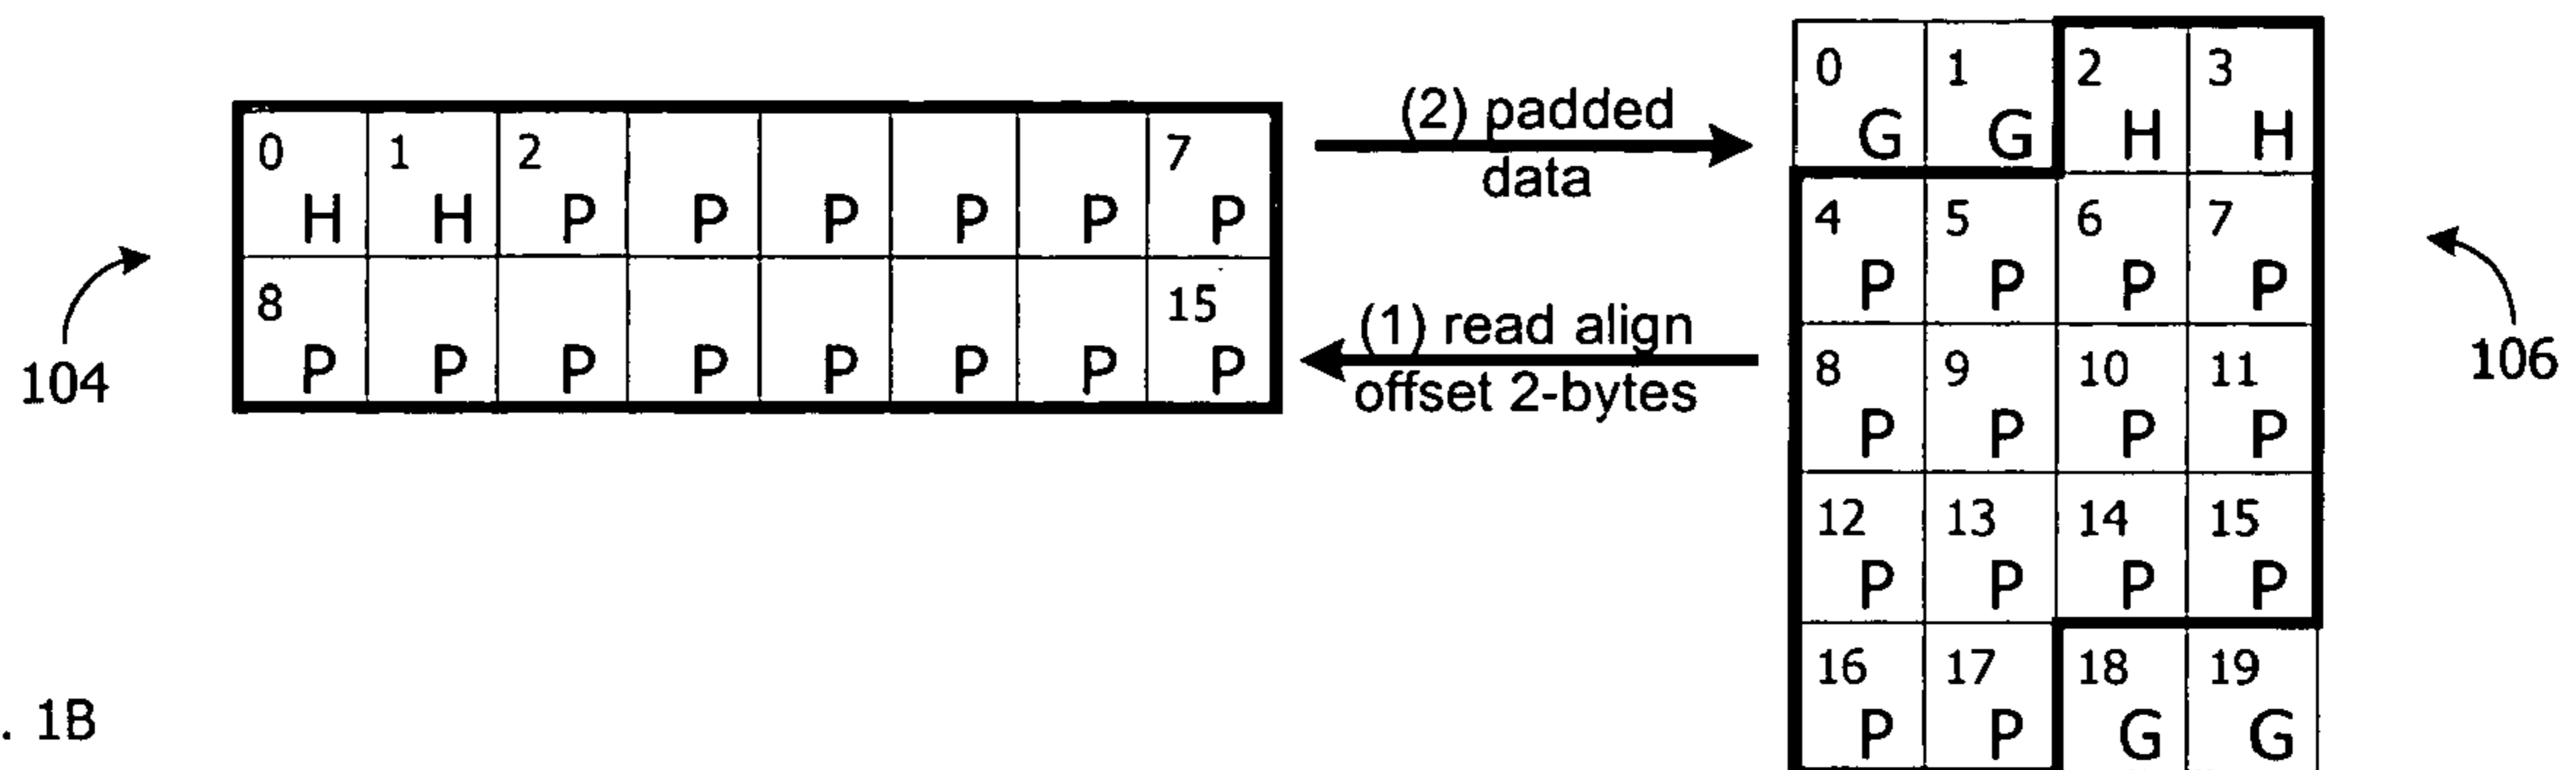 0 1 2 7
H H P P P P P P
8 15
P P P P P P P P
104
(2) padded
data
(1) read align
offset 2-bytes
0 1 2 3
G G H H
4 5 6 7
P P P P
8 9 10 11
P P P P
12 13 14 15
P P P P
16 17 18 19
P P G G
106
. 1B